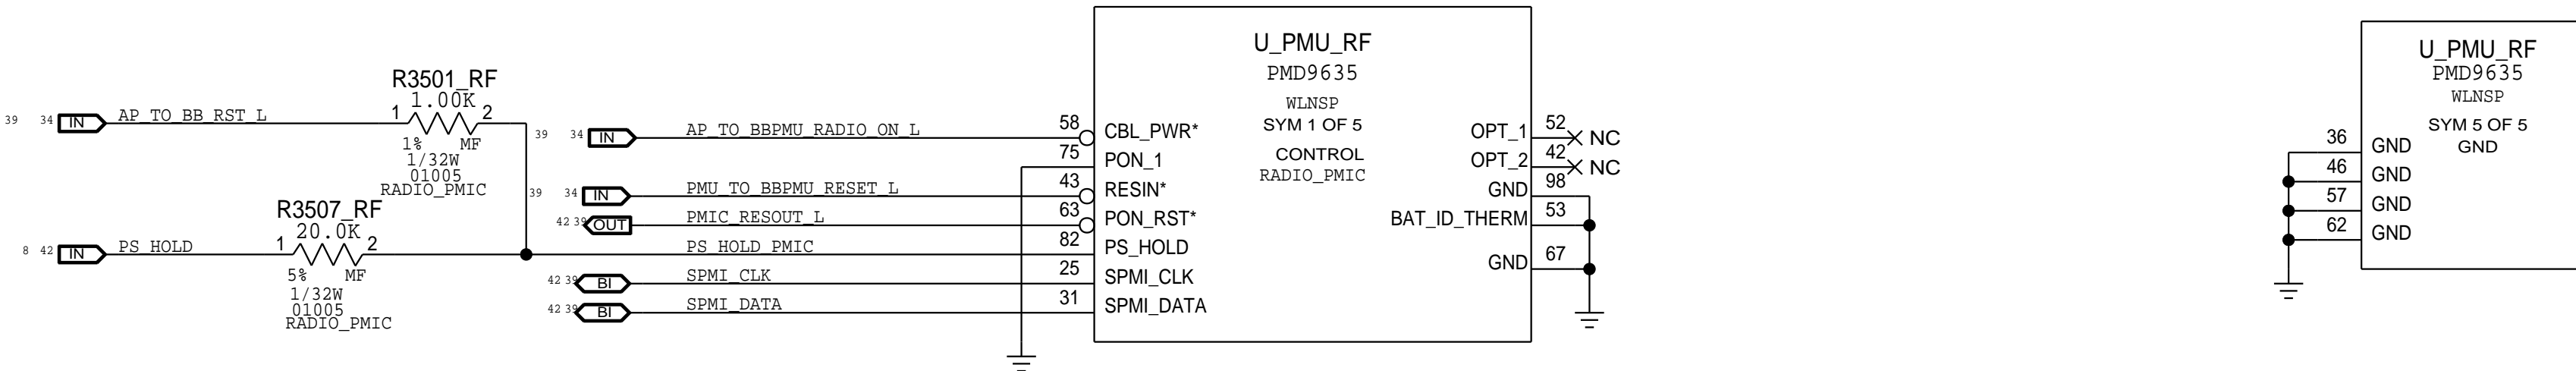 R3501_RF
1.00K
39 34 IN AP_TO_BB_RST_L 1 2
1% MF
1/32W
01005
RADIO_PMIC
R3507_RF
20.0K
8 42 IN PS_HOLD 1 2
5% MF
1/32W
01005
RADIO_PMIC
39 34 IN AP_TO_BBPMU_RADIO_ON_L 58 CBL_PWR*
75 PON_1
39 34 IN PMU_TO_BBPMU_RESET_L 43 RESIN*
42 39 OUT PMIC_RESOUT_L 63 PON_RST*
PS_HOLD_PMIC 82 PS_HOLD
42 39 BI SPMI_CLK 25 SPMI_CLK
42 39 BI SPMI_DATA 31 SPMI_DATA
U_PMU_RF
PMD9635
WLNSP
SYM 1 OF 5
CONTROL
RADIO_PMIC
OPT_1 52 NC
OPT_2 42 NC
GND 98
BAT_ID_THERM 53
GND 67
U_PMU_RF
PMD9635
WLNSP
SYM 5 OF 5
GND
36 GND
46 GND
57 GND
62 GND